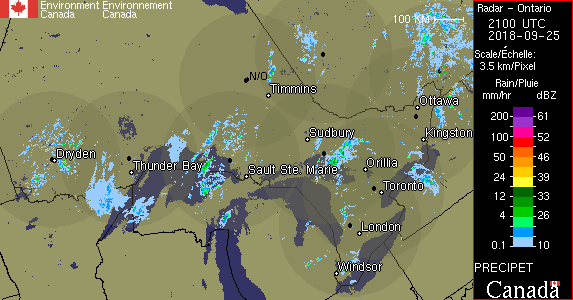 Environment Environnement
Canada Canada
100 KM
N/O
Timmins
Ottawa
Sudbury
Kingston
Dryden
Thunder Bay
Sault Ste. Marie
Orillia
Toronto
London
Windsor
Radar - Ontario
2100 UTC
2018-09-25
Scale/Échelle:
3.5 km/Pixel
Rain/Pluie
mm/hr dBZ
200 61
100 52
50 46
24 39
12 33
4 26
0.1 10
PRECIPET
Canada